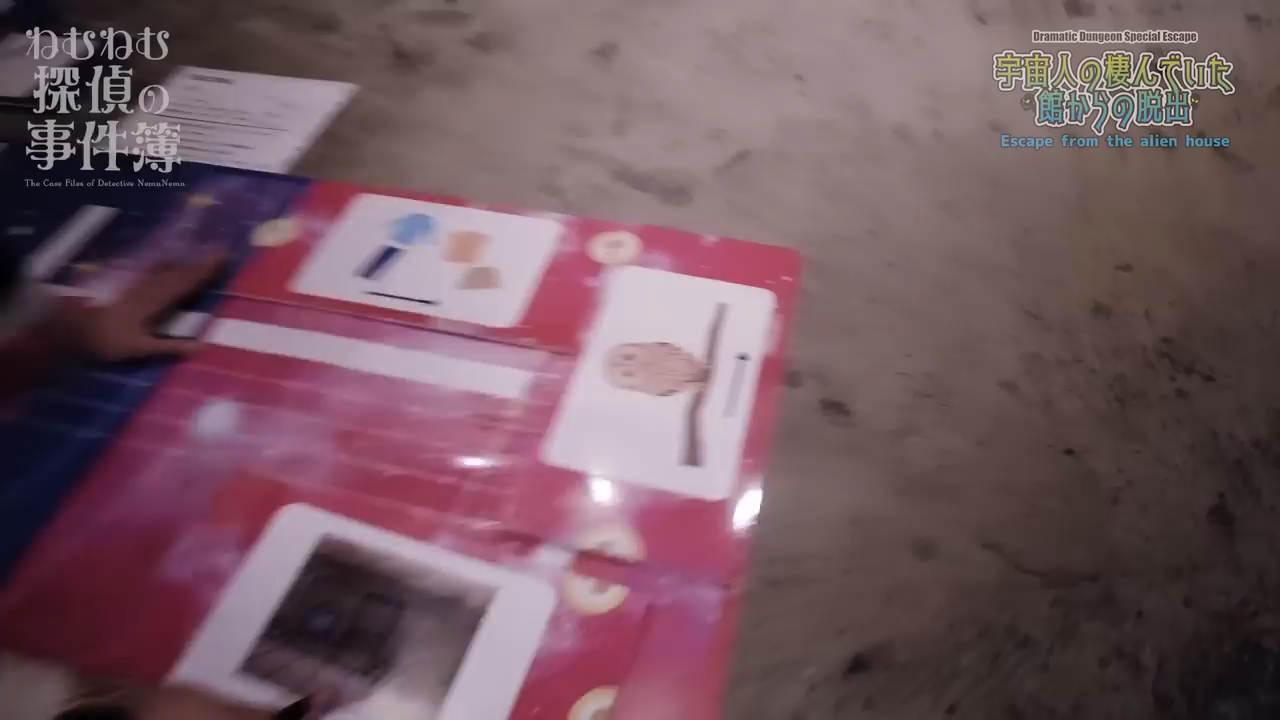 ねむねむ
探偵の
事件簿
The Case Files of Detective NemuNemu
Dramatic Dungeon Special Escape
宇宙人の棲んでいた
館からの脱出
Escape from the alien house